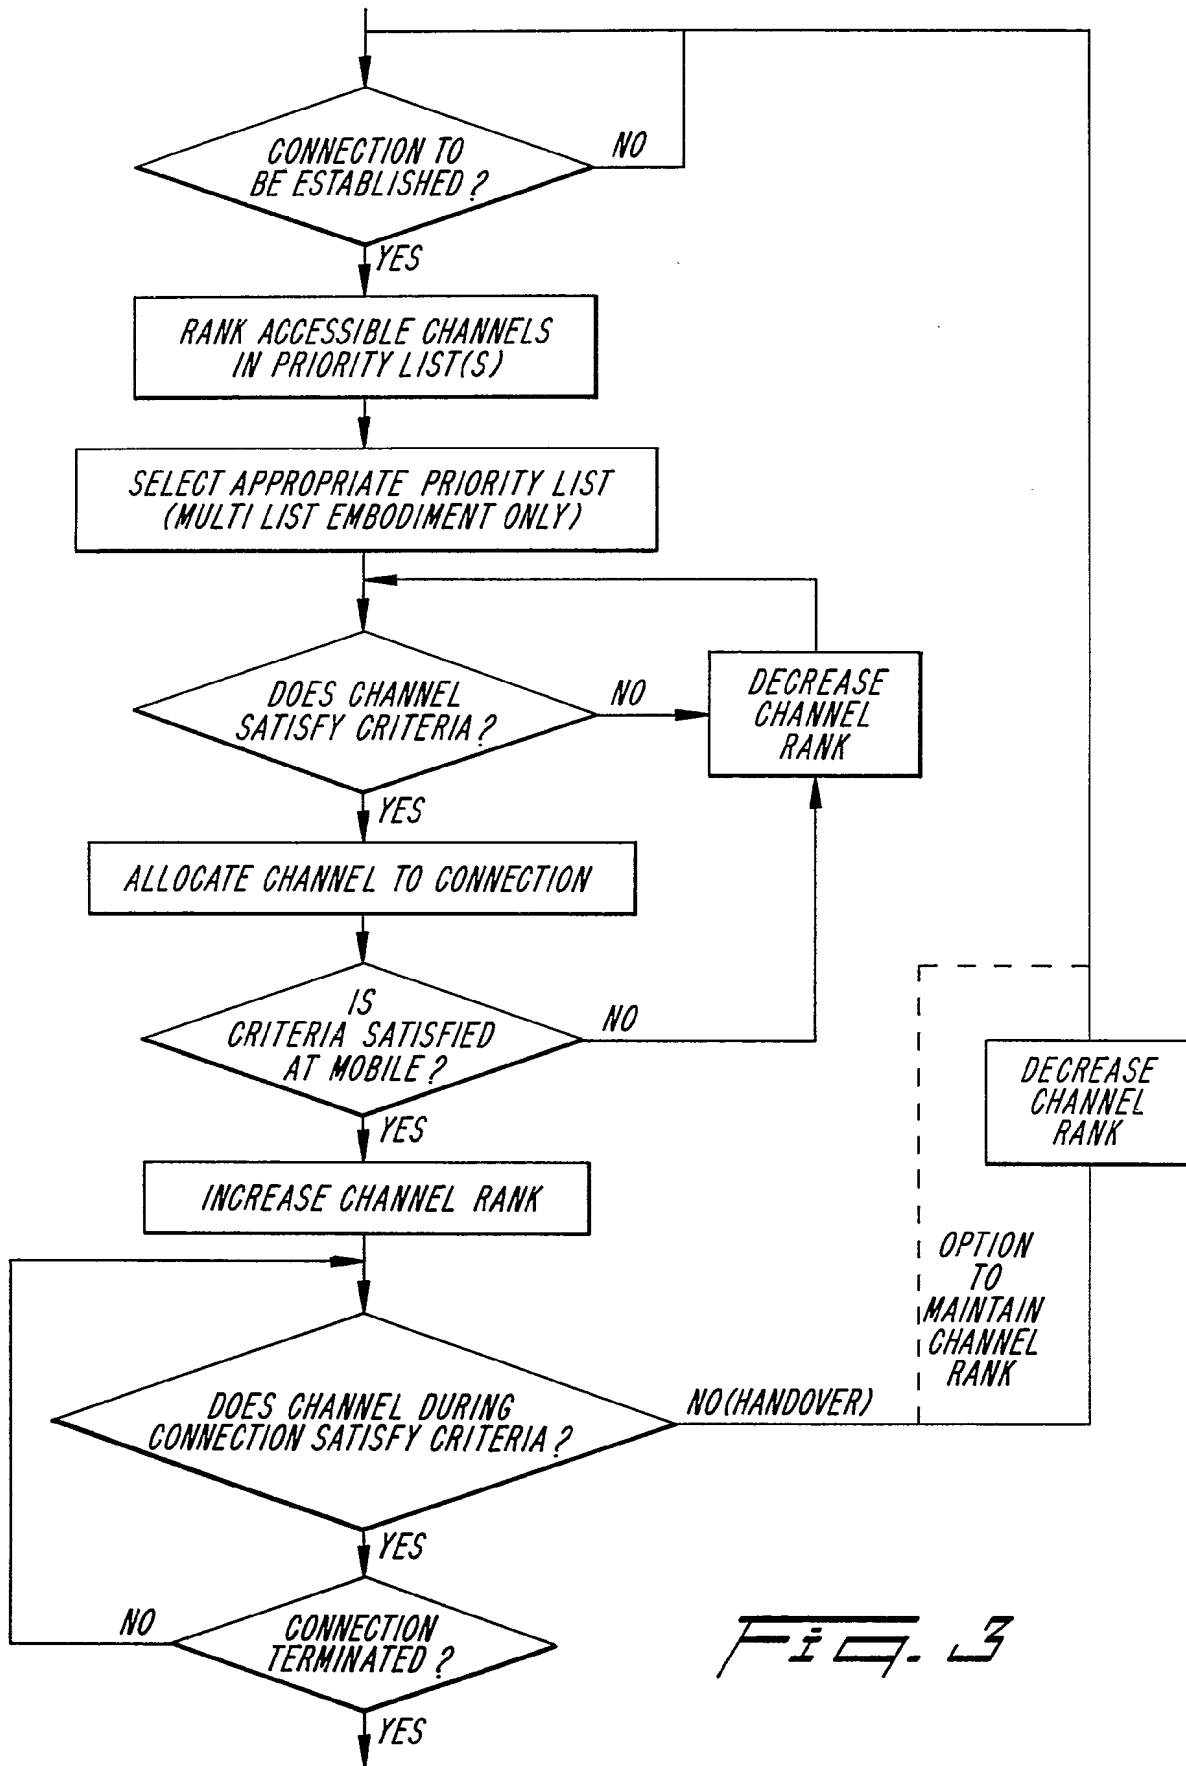 CONNECTION TO
BE ESTABLISHED?
NO
YES
RANK ACCESSIBLE CHANNELS
IN PRIORITY LIST(S)
SELECT APPROPRIATE PRIORITY LIST
(MULTI LIST EMBODIMENT ONLY)
DOES CHANNEL
SATISFY CRITERIA?
NO
DECREASE
CHANNEL
RANK
YES
ALLOCATE CHANNEL TO CONNECTION
IS
CRITERIA SATISFIED
AT MOBILE?
NO
YES
DECREASE
CHANNEL
RANK
INCREASE CHANNEL RANK
OPTION
TO
MAINTAIN
CHANNEL
RANK
DOES CHANNEL DURING
CONNECTION SATISFY CRITERIA?
NO(HANDOVER)
YES
CONNECTION
TERMINATED?
NO
YES
Fig. 3